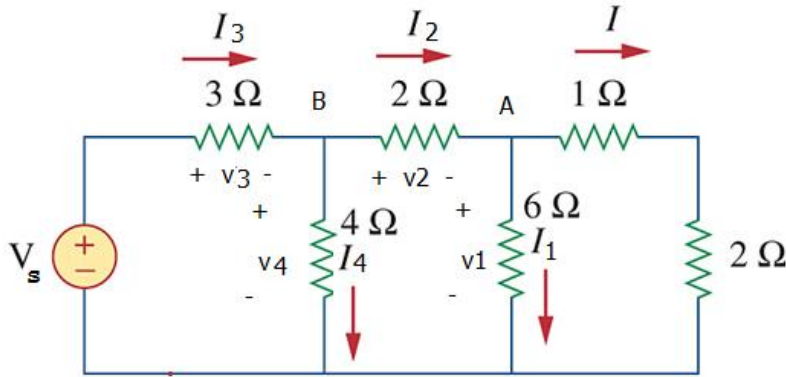 I3 I2 I
3 Ω B 2 Ω A 1 Ω
+ v3 - + v2 -
+ 4 Ω + 6 Ω
Vs + − v4 I4 v1 I1 2 Ω
- -